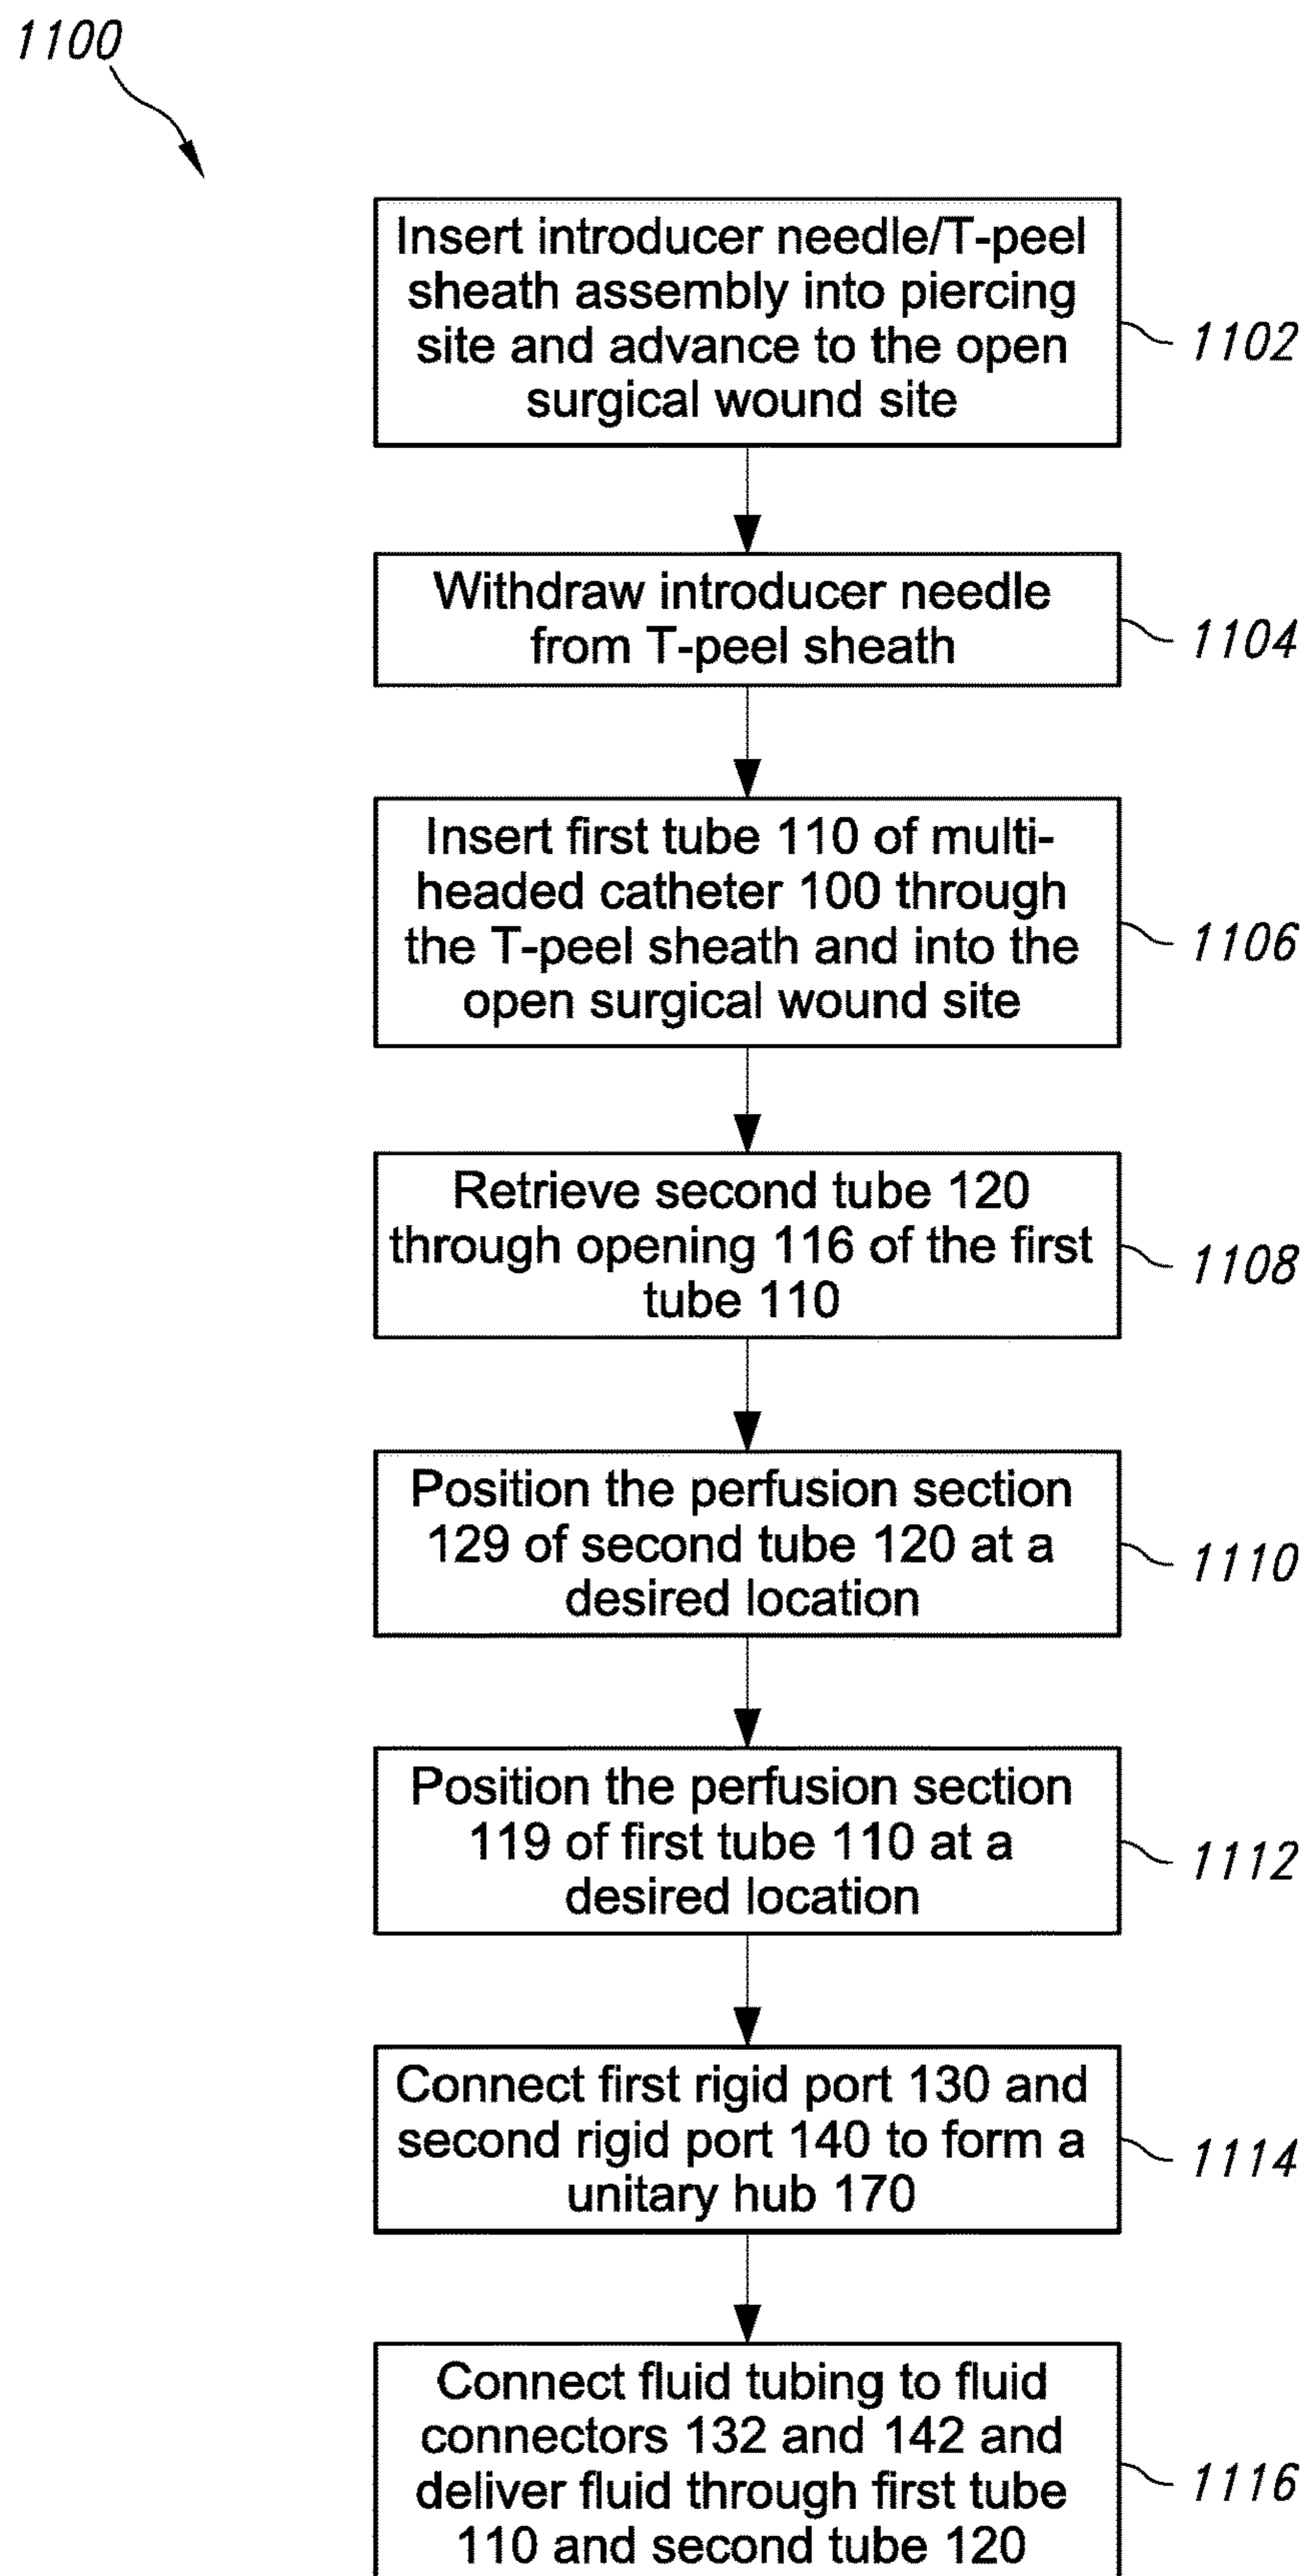 1100
Insert introducer needle/T-peel
sheath assembly into piercing
site and advance to the open
surgical wound site
1102
Withdraw introducer needle
from T-peel sheath
1104
Insert first tube 110 of multi-
headed catheter 100 through
the T-peel sheath and into the
open surgical wound site
1106
Retrieve second tube 120
through opening 116 of the first
tube 110
1108
Position the perfusion section
129 of second tube 120 at a
desired location
1110
Position the perfusion section
119 of first tube 110 at a
desired location
1112
Connect first rigid port 130 and
second rigid port 140 to form a
unitary hub 170
1114
Connect fluid tubing to fluid
connectors 132 and 142 and
deliver fluid through first tube
110 and second tube 120
1116